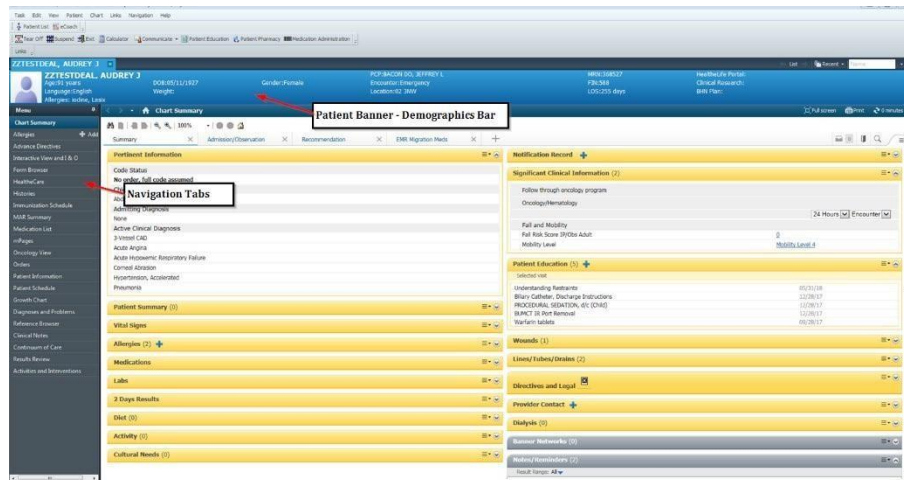 Task Edit View Patient Chart Links Navigation Help
Patient List eCoach
Tear Off Suspend Exit Calculator Communicate Patient Education Patient Pharmacy Medication Administration
Links
ZZTESTDEAL, AUDREY J
List Recent
ZZTESTDEAL, AUDREY J
Age:91 years DOB:05/11/1927 Gender:Female PCP:BACON DO, JEFFREY L MRN:368527 HealtheLife Portal:
Language:English Weight: Encounter:Emergency FIN:566 Clinical Research:
Allergies: iodine, Location:02 3NW LOS:255 days BHN Plan:
Menu
Chart Summary
Full screen Print 0 minutes
Patient Banner - Demographics Bar
Chart Summary
Allergies Add
Advance Directives
Interactive View and I & O
Form Browser
HealtheCare
Histories
Immunization Schedule
MAR Summary
Medication List
mPages
Oncology View
Orders
Patient Information
Patient Schedule
Growth Chart
Diagnoses and Problems
Reference Browser
Clinical Notes
Continuum of Care
Results Review
Activities and Interventions
Navigation Tabs
100%
Summary Admission/Observation Recommendation EMR Migration Meds
Pertinent Information
Code Status
No order, full code assumed
Admitting Diagnosis
None
Active Clinical Diagnosis
3-Vessel CAD
Acute Angina
Acute Hypoxemic Respiratory Failure
Corneal Abrasion
Hypertension, Accelerated
Pneumonia
Patient Summary (0)
Vital Signs
Allergies (2)
Medications
Labs
3 Days Results
Diet (0)
Activity (0)
Cultural Needs (0)
Notification Record
Significant Clinical Information (2)
Follow through oncology program
Oncology/Hematology
24 Hours Encounter
Fall and Mobility
Fall Risk Score IP/Obs Adult 0
Mobility Level Mobility Level 4
Patient Education (5)
Selected visit
Understanding Restraints 05/31/18
Biliary Catheter, Discharge Instructions 12/28/17
PROCEDURAL SEDATION, d/c (Child) 12/28/17
BUMCT IR Port Removal 12/28/17
Warfarin tablets 09/28/17
Wounds (1)
Lines/Tubes/Drains (2)
Directives and Legal
Provider Contact
Dialysis (0)
Banner Networks (0)
Notes/Reminders (2)
Result Range: All